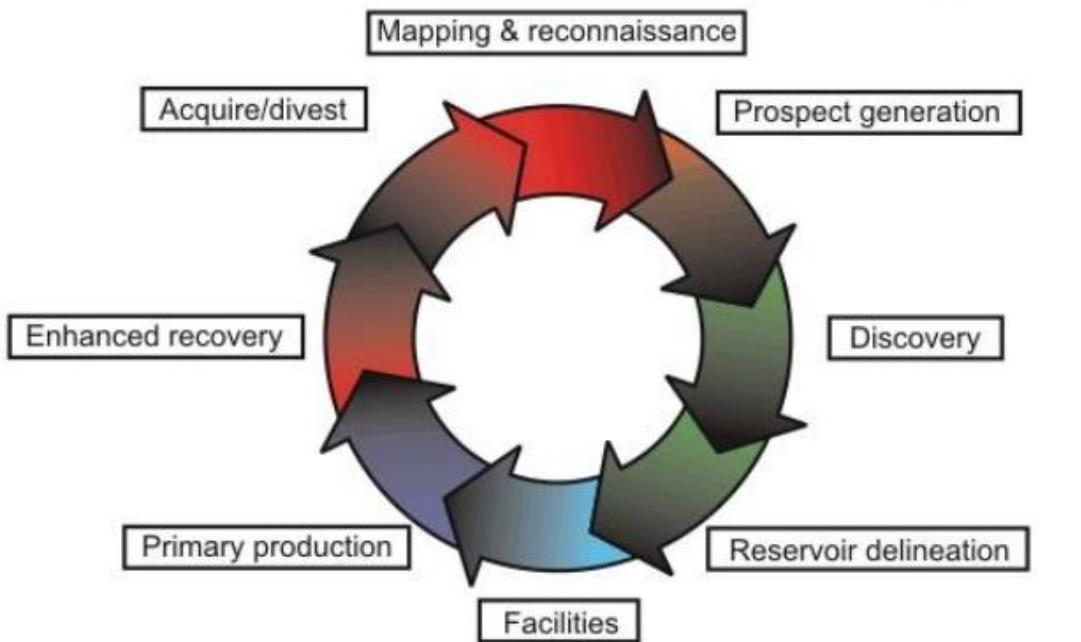 Mapping & reconnaissance
Acquire/divest
Prospect generation
Enhanced recovery
Discovery
Primary production
Reservoir delineation
Facilities